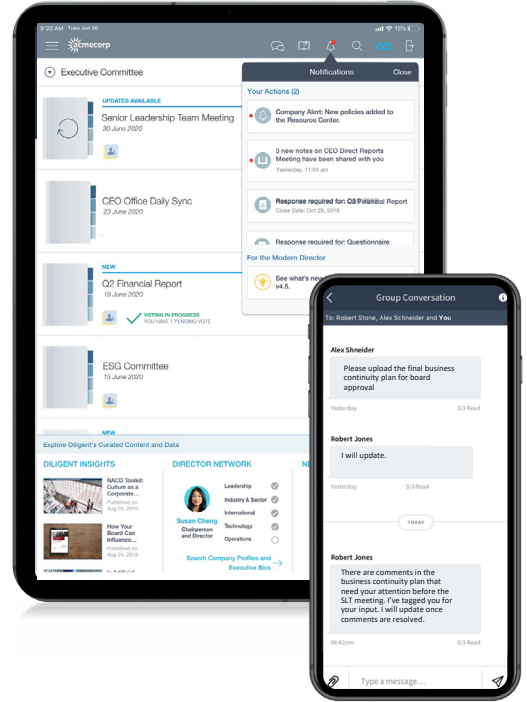 9:33 AM Tues Jun 30
15%
acmecorp
Executive Committee
UPDATES AVAILABLE
Senior Leadership Team Meeting
30 June 2020
CEO Office Daily Sync
23 June 2020
NEW
Q2 Financial Report
19 June 2020
VOTING IN PROGRESS
YOU HAVE 1 PENDING VOTE
ESG Committee
15 June 2020
NEW
Notifications
Close
Your Actions (2)
Company Alert: New policies added to
the Resource Center.
3 new notes on CEO Direct Reports
Meeting have been shared with you
Yesterday, 11:04 am
Response required for: Financial Report
Close Date: Oct 28, 2019
Response required for: Questionnaire
For the Modern Director
See what's new
v4.5.
Explore Diligent's Curated Content and Data
DILIGENT INSIGHTS
NACD Toolkit:
Culture as a
Corporate...
Published on
Aug 24, 2019
How Your
Board Can
Influence...
Published on
Aug 24, 2019
DIRECTOR NETWORK
Susan Cheng
Chairperson
and Director
Leadership
Industry & Sector
International
Technology
Operations
Search Company Profiles and
Executive Bios
Group Conversation
To: Robert Stone, Alex Schneider and You
Alex Shneider
Please upload the final business
continuity plan for board
approval
Yesterday
3/3 Read
Robert Jones
I will update.
Yesterday
3/3 Read
TODAY
Robert Jones
There are comments in the
business continuity plan that
need your attention before the
SLT meeting. I've tagged you for
your input. I will update once
comments are resolved.
06:42pm
0/3 Read
Type a message...